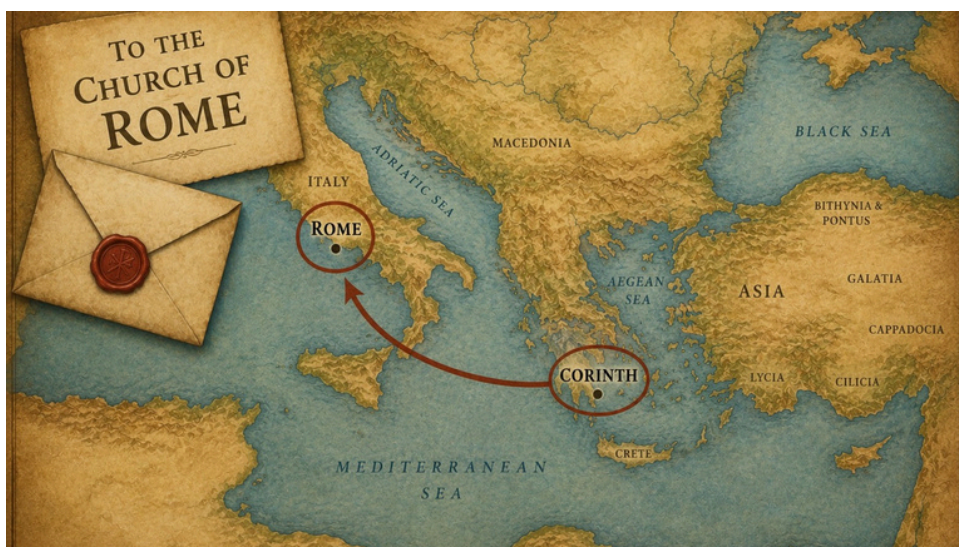 TO THE
CHURCH OF
ROME
MACEDONIA
BLACK SEA
ADRIATIC SEA
ITALY
BITHYNIA &
PONTUS
ROME
AEGEAN
SEA
ASIA
GALATIA
CAPPADOCIA
CORINTH
LYCIA
CILICIA
CRETE
MEDITERRANEAN
SEA